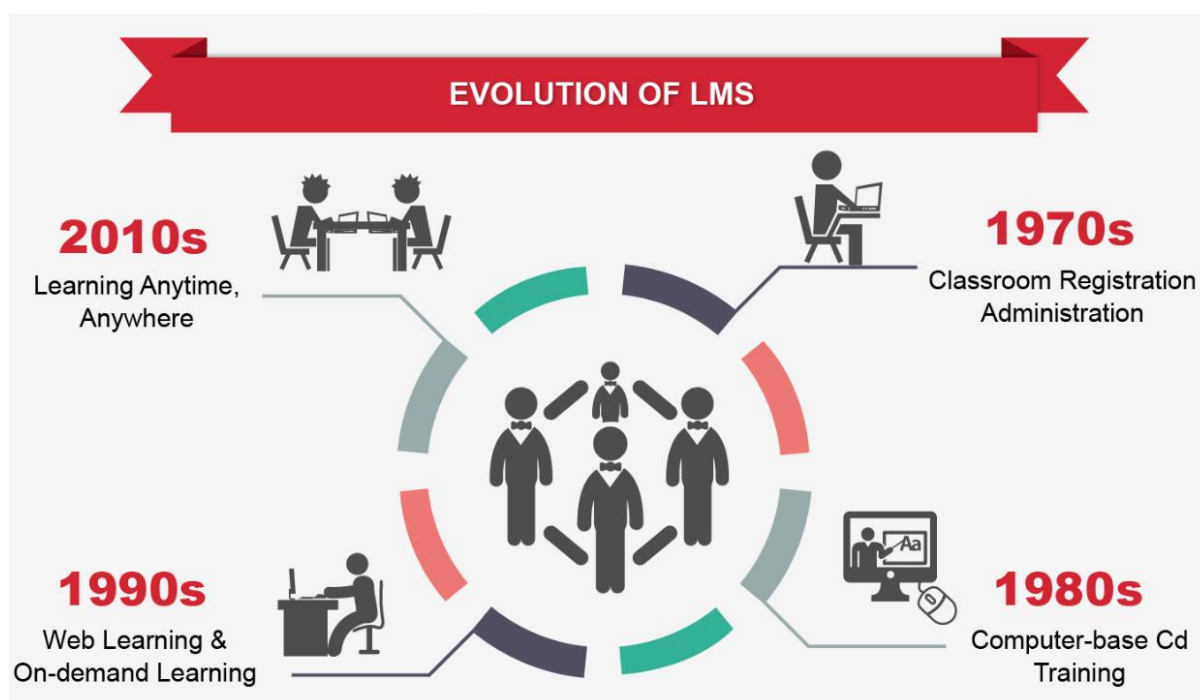 EVOLUTION OF LMS
1970s
Classroom Registration
Administration
1980s
Aa
Computer-base Cd
Training
1990s
Web Learning &
On-demand Learning
2010s
Learning Anytime,
Anywhere